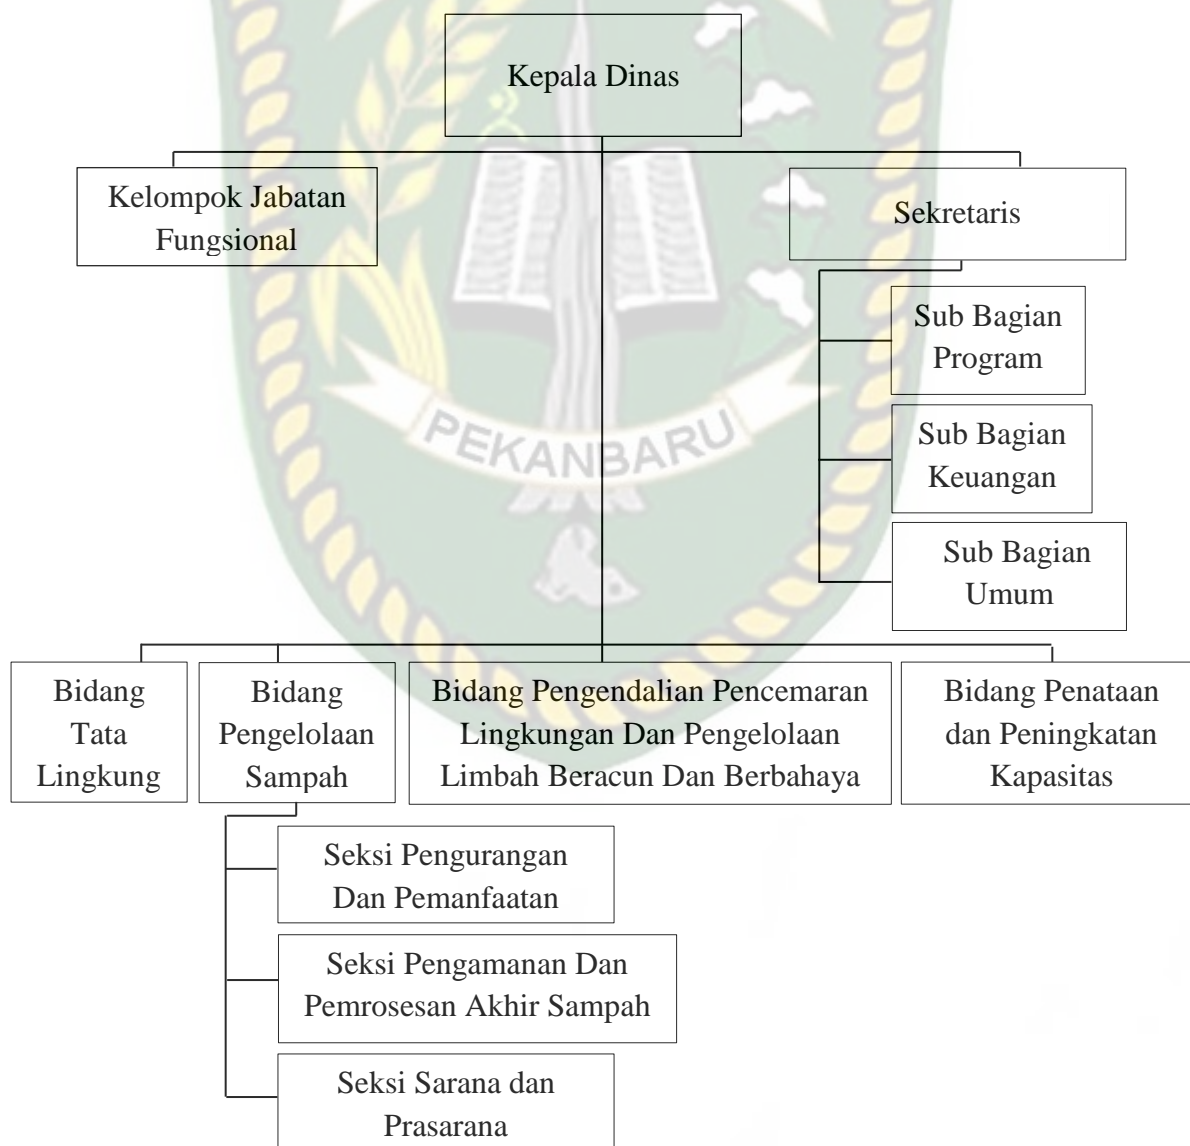 Kepala Dinas
Kelompok Jabatan
Fungsional
Sekretaris
Sub Bagian
Program
Sub Bagian
Keuangan
Sub Bagian
Umum
PEKANBARU
Bidang
Tata
Lingkung
Bidang
Pengelolaan
Sampah
Bidang Pengendalian Pencemaran
Lingkungan Dan Pengelolaan
Limbah Beracun Dan Berbahaya
Bidang Penataan
dan Peningkatan
Kapasitas
Seksi Pengurangan
Dan Pemanfaatan
Seksi Pengamanan Dan
Pemrosesan Akhir Sampah
Seksi Sarana dan
Prasarana